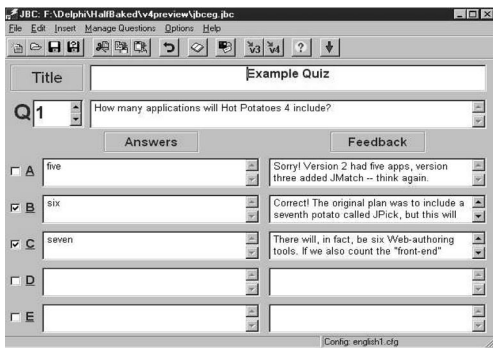 JBC: F:\Delphi\HalfBaked\v4preview\jbceg.jbc
File Edit Insert Manage Questions Options Help
V3 V4 ?
Title
Example Quiz
Q 1
How many applications will Hot Potatoes 4 include?
Answers
Feedback
A
five
Sorry! Version 2 had five apps, version
three added JMatch -- think again.
B
six
Correct! The original plan was to include a
seventh potato called JPick, but this will
C
seven
There will, in fact, be six Web-authoring
tools. If we also count the "front-end"
D
E
Config: english1.cfg